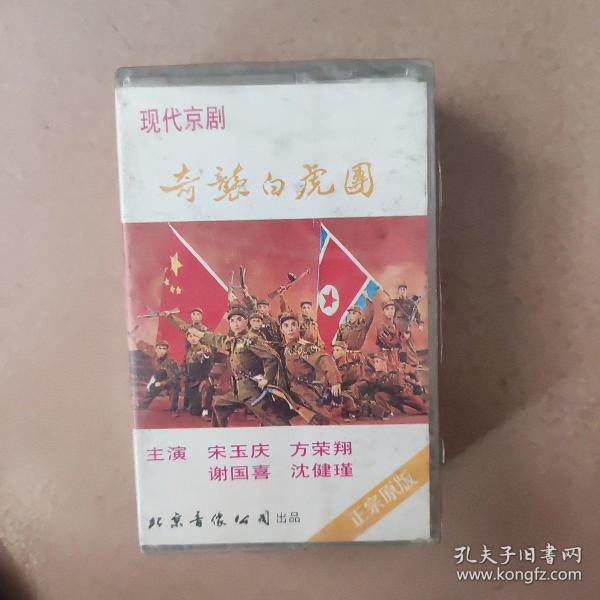 现代京剧
奇襲白虎團
主演 宋玉庆 方荣翔
谢国喜 沈健瑾
北京音像公司 出品
正宗原版
孔夫子旧书网
www.kongfz.com